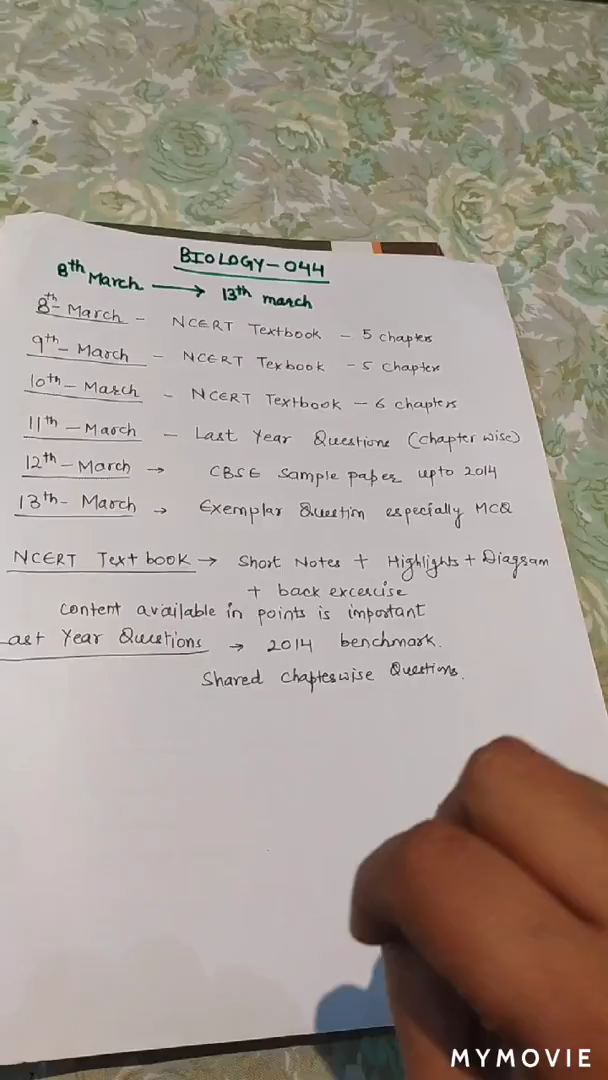 BIOLOGY-044
8th March → 13th march
8th March - NCERT Textbook - 5 chapters
9th-March - NCERT Texbook - 5 Chapters
10th-March - NCERT Textbook - 6 chapters
11th-March - Last Year Questions (chapter wise)
12th-March → CBSE Sample paper upto 2014
13th-March → Exemplar Question especially MCQ
NCERT Textbook → Short Notes + Highlights + Diagram
+ back excercise
content available in points is important
ast Year Questions → 2014 benchmark.
Shared Chapterwise Questions.
MYMOVIE